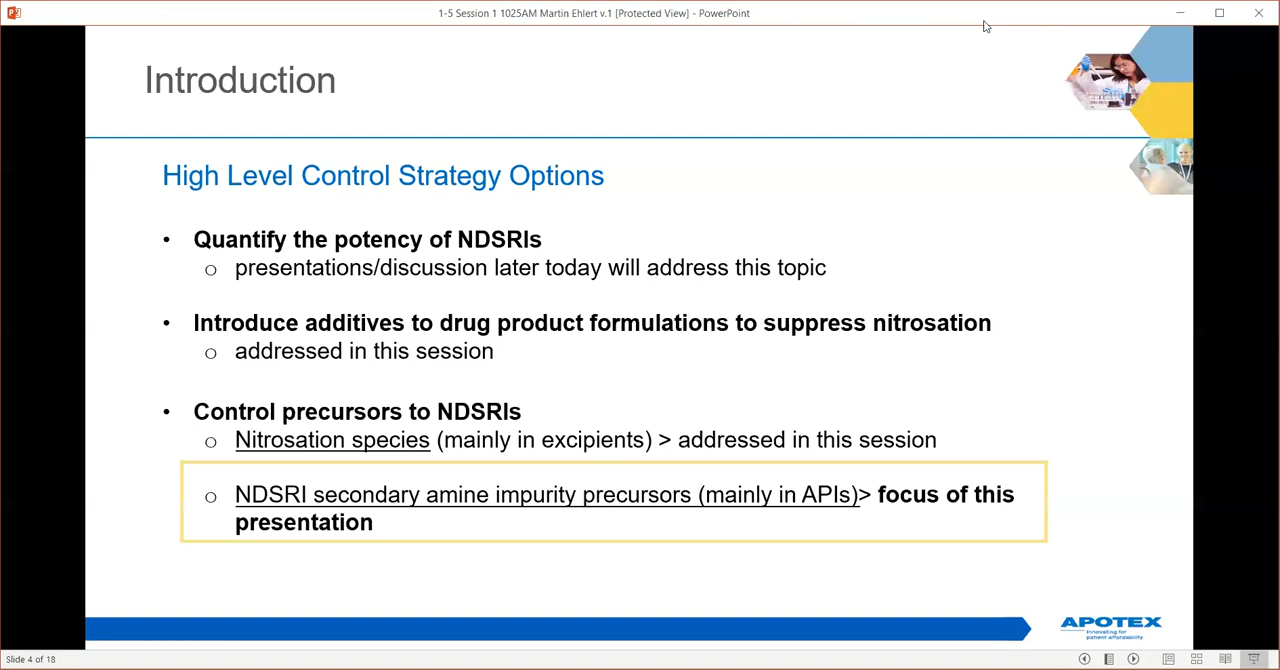 1-5 Session 1 1025AM Martin Ehlert v.1 [Protected View] - PowerPoint
Introduction
High Level Control Strategy Options
• Quantify the potency of NDSRIs
o presentations/discussion later today will address this topic
• Introduce additives to drug product formulations to suppress nitrosation
o addressed in this session
• Control precursors to NDSRIs
o Nitrosation species (mainly in excipients) > addressed in this session
o NDSRI secondary amine impurity precursors (mainly in APIs)> focus of this
presentation
APOTEX
Innovating for
patient affordability
Slide 4 of 18